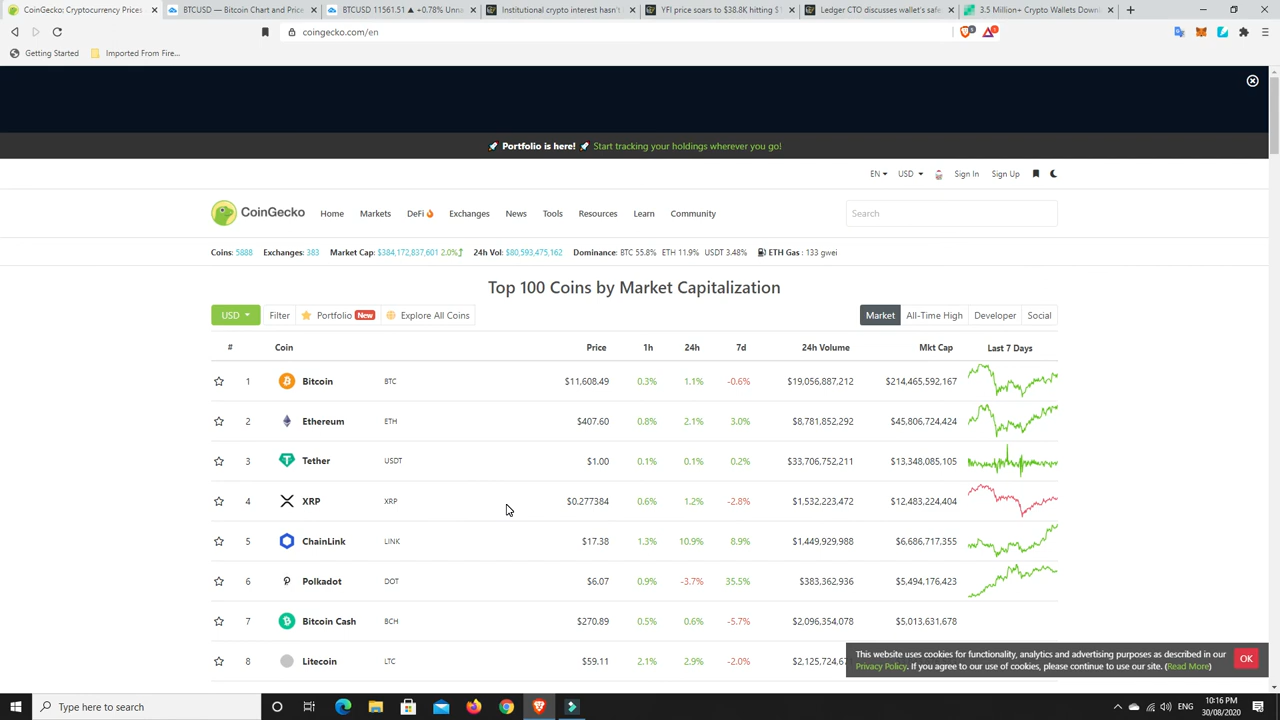 CoinGecko: Cryptocurrency Prices
BTCUSD — Bitcoin Chart and Price
BTCUSD 11561.51 ▲ +0.78% Unna
Institutional crypto interest hasn't
YFI price soars to $38.8K hitting $1
Ledger CTO discusses wallet's safe
3.5 Million+ Crypto Wallets Down
coingecko.com/en
Getting Started
Imported From Fire...
Portfolio is here! Start tracking your holdings wherever you go!
EN USD Sign In Sign Up
CoinGecko Home Markets DeFi Exchanges News Tools Resources Learn Community Search
Coins: 5888 Exchanges: 383 Market Cap: $384,172,837,601 2.0% 24h Vol: $80,593,475,162 Dominance: BTC 55.8% ETH 11.9% USDT 3.48% ETH Gas : 133 gwei
Top 100 Coins by Market Capitalization
USD Filter Portfolio New Explore All Coins Market All-Time High Developer Social
# Coin Price 1h 24h 7d 24h Volume Mkt Cap Last 7 Days
1 Bitcoin BTC $11,608.49 0.3% 1.1% -0.6% $19,056,887,212 $214,465,592,167
2 Ethereum ETH $407.60 0.8% 2.1% 3.0% $8,781,852,292 $45,806,724,424
3 Tether USDT $1.00 0.1% 0.1% 0.2% $33,706,752,211 $13,348,085,105
4 XRP XRP $0.277384 0.6% 1.2% -2.8% $1,532,223,472 $12,483,224,404
5 ChainLink LINK $17.38 1.3% 10.9% 8.9% $1,449,929,988 $6,686,717,355
6 Polkadot DOT $6.07 0.9% -3.7% 35.5% $383,362,936 $5,494,176,423
7 Bitcoin Cash BCH $270.89 0.5% 0.6% -5.7% $2,096,354,078 $5,013,631,678
8 Litecoin LTC $59.11 2.1% 2.9% -2.0% $2,125,724,67
This website uses cookies for functionality, analytics and advertising purposes as described in our
Privacy Policy. If you agree to our use of cookies, please continue to use our site. (Read More)
OK
Type here to search
ENG
10:16 PM
30/08/2020